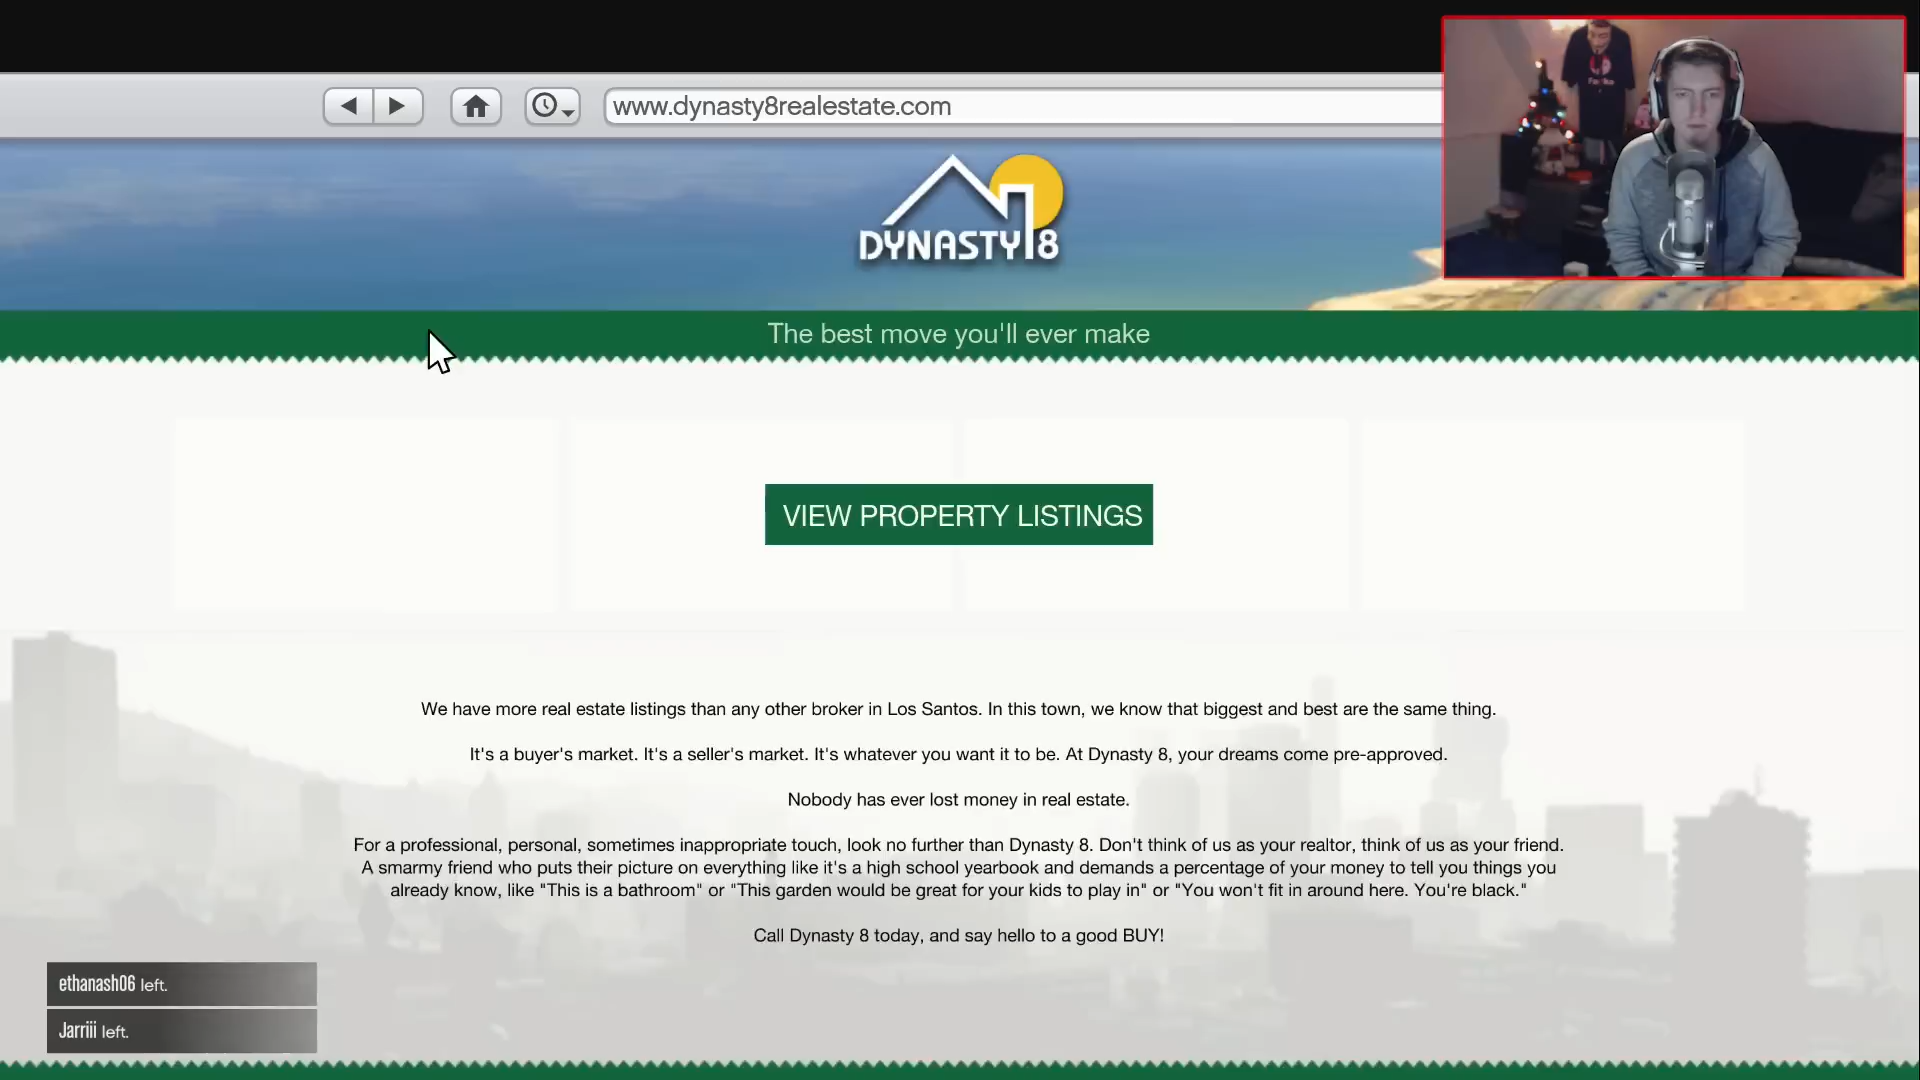 www.dynasty8realestate.com
DYNASTY 8
The best move you'll ever make
VIEW PROPERTY LISTINGS
We have more real estate listings than any other broker in Los Santos. In this town, we know that biggest and best are the same thing.
It's a buyer's market. It's a seller's market. It's whatever you want it to be. At Dynasty 8, your dreams come pre-approved.
Nobody has ever lost money in real estate.
For a professional, personal, sometimes inappropriate touch, look no further than Dynasty 8. Don't think of us as your realtor, think of us as your friend.
A smarmy friend who puts their picture on everything like it's a high school yearbook and demands a percentage of your money to tell you things you
already know, like "This is a bathroom" or "This garden would be great for your kids to play in" or "You won't fit in around here. You're black."
Call Dynasty 8 today, and say hello to a good BUY!
ethanash06 left.
Jarriii left.